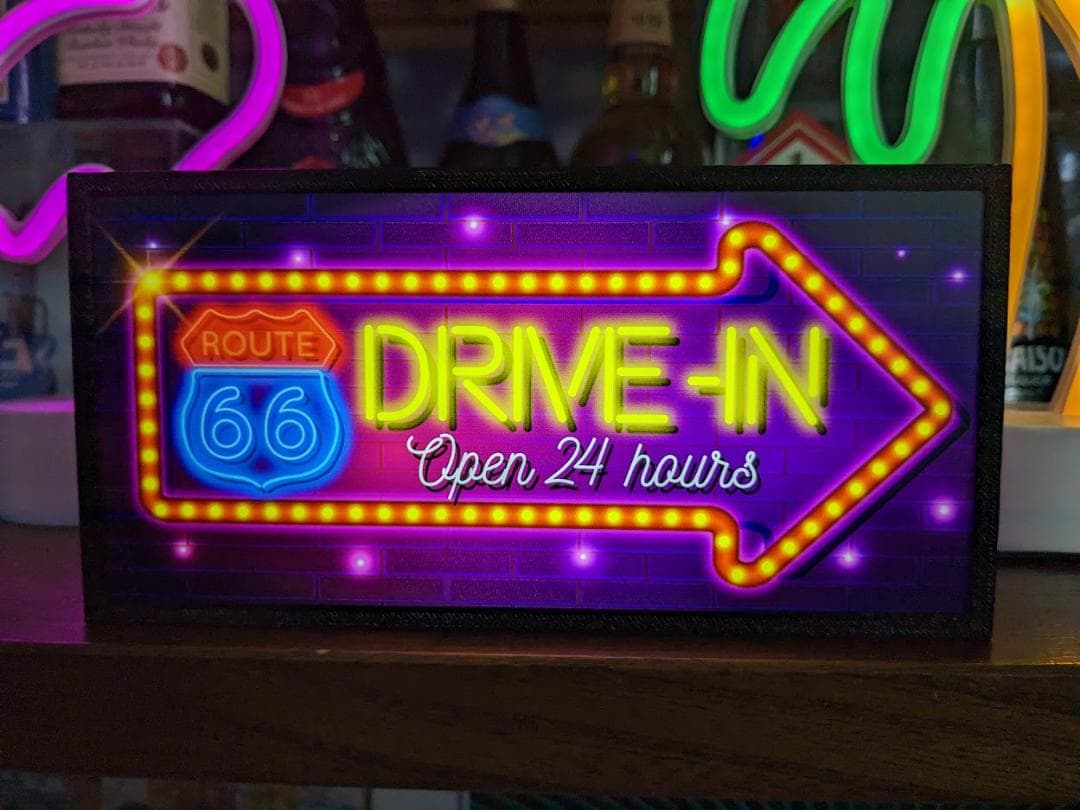 ROUTE
66
DRIVE-IN
Open 24 hours